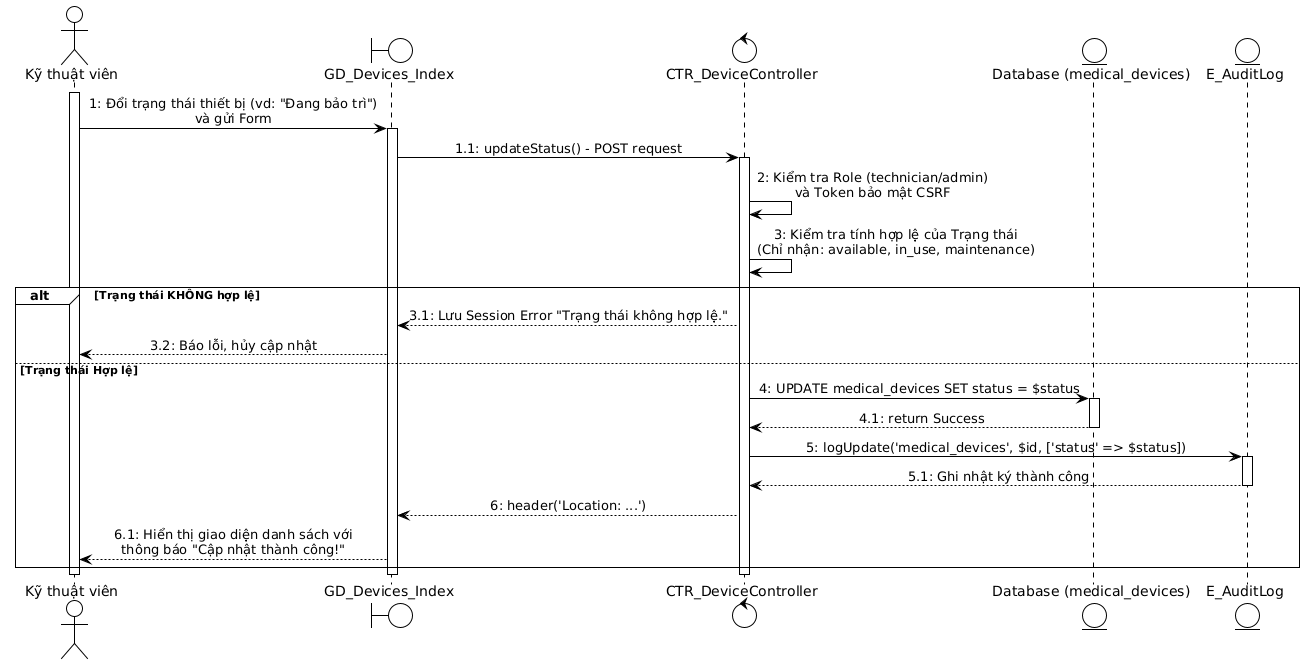 Kỹ thuật viên
GD_Devices_Index
CTR_DeviceController
Database (medical_devices)
E_AuditLog
1: Đổi trạng thái thiết bị (vd: "Đang bảo trì")
và gửi Form
1.1: updateStatus() - POST request
2: Kiểm tra Role (technician/admin)
và Token bảo mật CSRF
3: Kiểm tra tính hợp lệ của Trạng thái
(Chỉ nhận: available, in_use, maintenance)
alt
[Trạng thái KHÔNG hợp lệ]
3.1: Lưu Session Error "Trạng thái không hợp lệ."
3.2: Báo lỗi, hủy cập nhật
[Trạng thái Hợp lệ]
4: UPDATE medical_devices SET status = $status
4.1: return Success
5: logUpdate('medical_devices', $id, ['status' => $status])
5.1: Ghi nhật ký thành công
6: header('Location: ...')
6.1: Hiển thị giao diện danh sách với
thông báo "Cập nhật thành công!"
Kỹ thuật viên
GD_Devices_Index
CTR_DeviceController
Database (medical_devices)
E_AuditLog